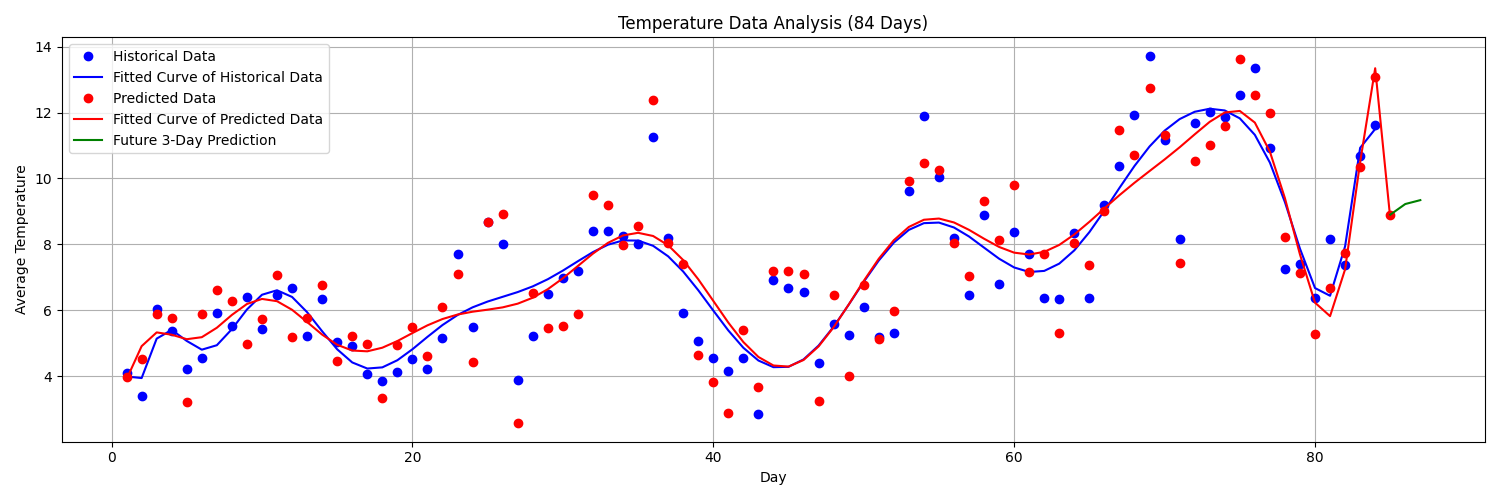 Temperature Data Analysis (84 Days)
Historical Data
Fitted Curve of Historical Data
Predicted Data
Fitted Curve of Predicted Data
Future 3-Day Prediction
Average Temperature
14
12
10
8
6
4
0 20 40 60 80
Day